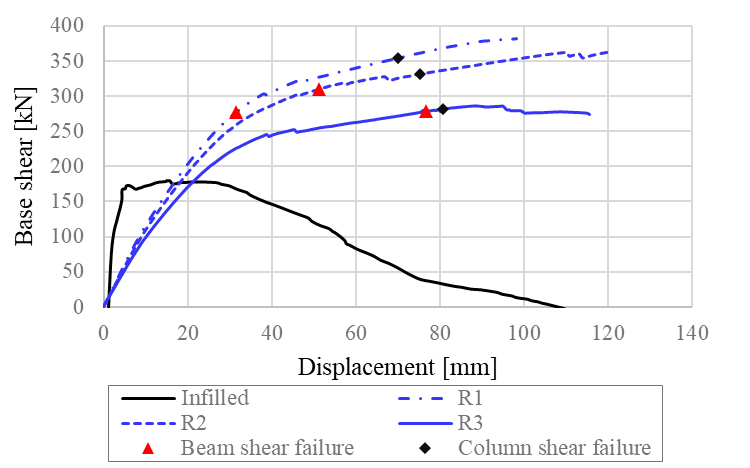 400
350
300
250
200
150
100
50
0
Base shear [kN]
0 20 40 60 80 100 120 140
Displacement [mm]
Infilled R1
R2 R3
Beam shear failure Column shear failure